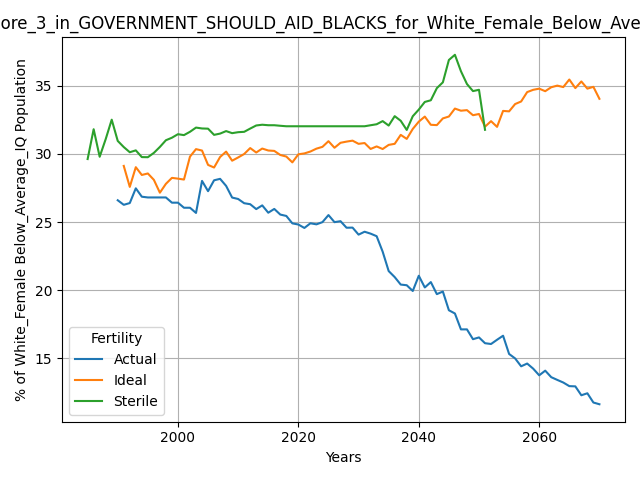 ore_3_in_GOVERNMENT_SHOULD_AID_BLACKS_for_White_Female_Below_Ave
% of White_Female Below_Average_IQ Population
35
30
25
20
15
Fertility
Actual
Ideal
Sterile
2000
2020
2040
2060
Years